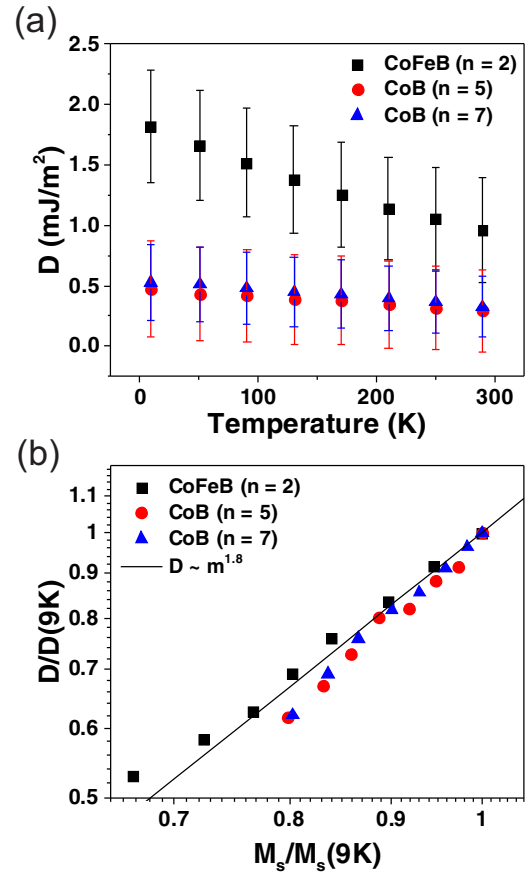 (a)
2.5
2.0
1.5
1.0
0.5
0.0
D (mJ/m²)
CoFeB (n = 2)
CoB (n = 5)
CoB (n = 7)
0 100 200 300
Temperature (K)
(b)
1.1
1
0.9
0.8
0.7
0.6
0.5
D/D(9K)
CoFeB (n = 2)
CoB (n = 5)
CoB (n = 7)
D ~ m^1.8
0.7 0.8 0.9 1
Mₛ/Mₛ(9K)